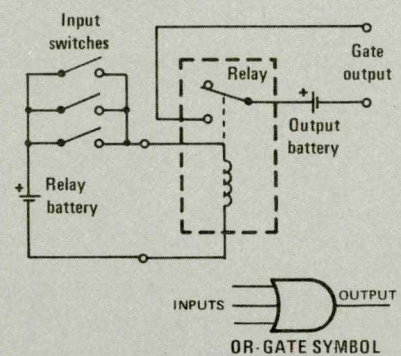 Input
switches
Gate
output
Relay
+
Output
battery
+
Relay
battery
INPUTS
OUTPUT
OR-GATE SYMBOL